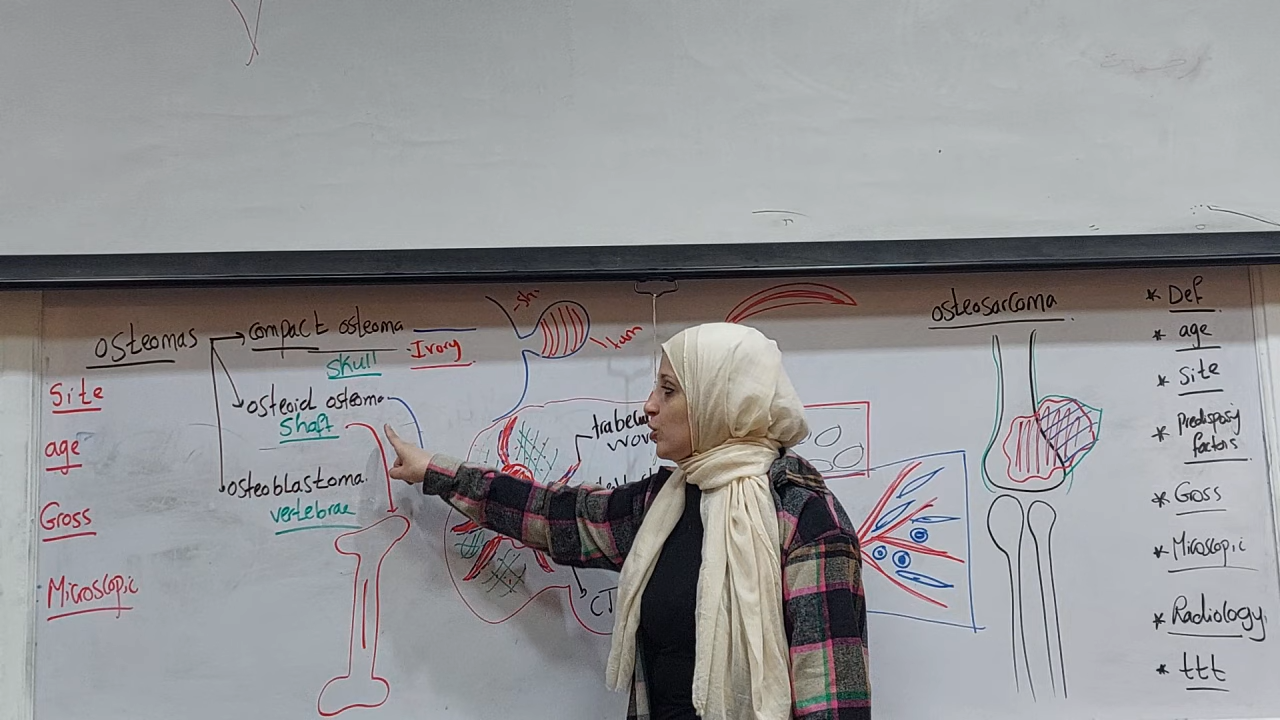 osteomas
compact osteoma
skull
Ivory
osteoid osteoma
shaft
osteoblastoma
vertebrae
Site
age
Gross
Microscopic
CT
osteosarcoma
* Def
* age
* Site
* Predisposing
factors
* Gross
* Microscopic
* Radiology
* ttt